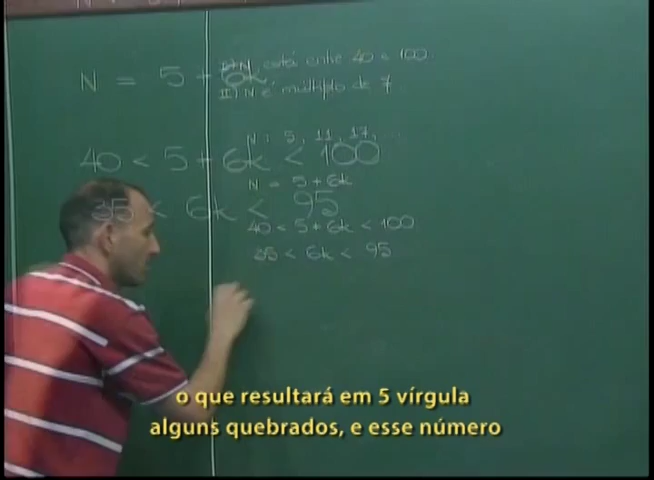 N = 5 + 6k
I) N está entre 40 e 100
II) N é múltiplo de 7
N = 5, 11, 17, ...
40 < 5 + 6k < 100
N = 5 + 6k
35 < 6k < 95
40 < 5 + 6k < 100
35 < 6k < 95
o que resultará em 5 vírgula
alguns quebrados, e esse número